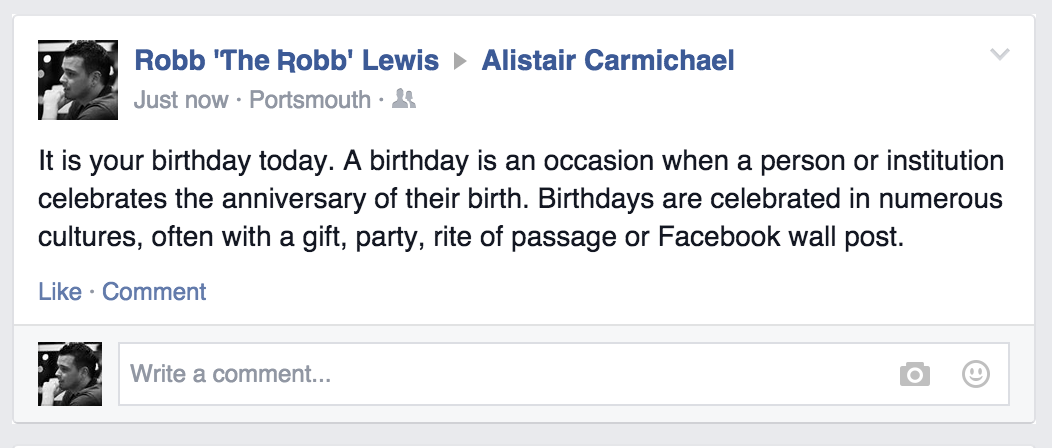 Robb 'The Robb' Lewis ▶ Alistair Carmichael
Just now · Portsmouth ·
It is your birthday today. A birthday is an occasion when a person or institution
celebrates the anniversary of their birth. Birthdays are celebrated in numerous
cultures, often with a gift, party, rite of passage or Facebook wall post.
Like · Comment
Write a comment...